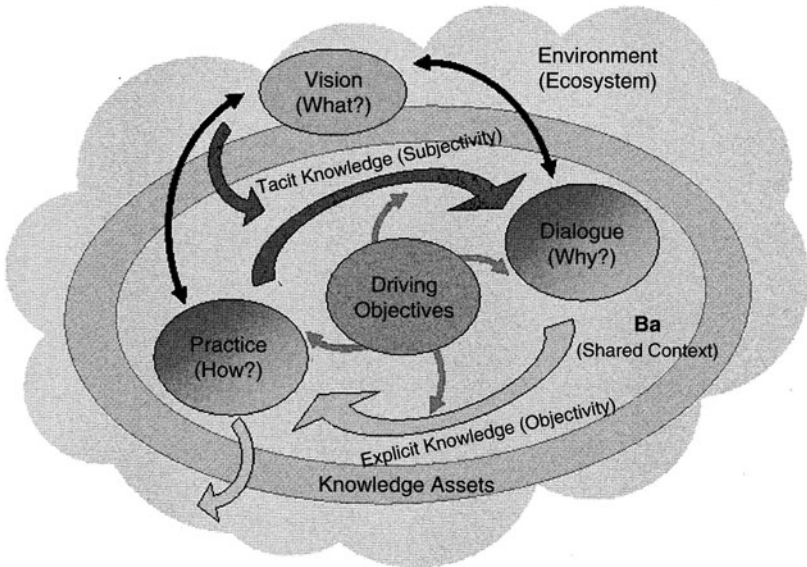 Environment
(Ecosystem)
Vision
(What?)
Tacit Knowledge (Subjectivity)
Dialogue
(Why?)
Driving
Objectives
Practice
(How?)
Ba
(Shared Context)
Explicit Knowledge (Objectivity)
Knowledge Assets